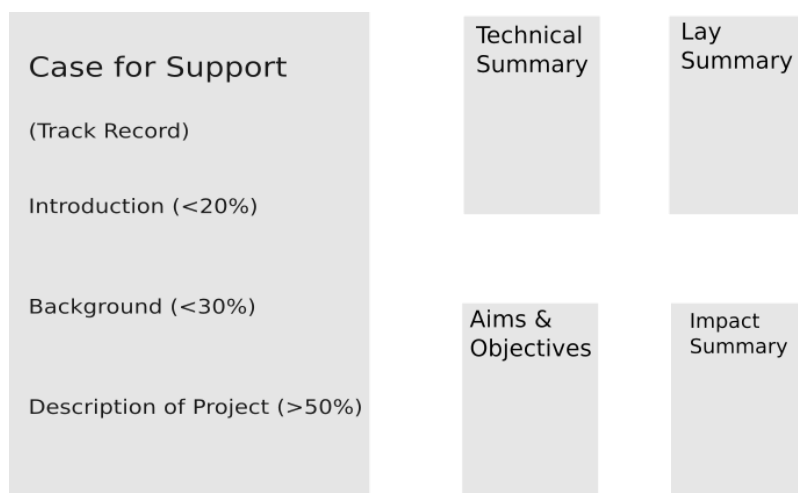 Case for Support
(Track Record)
Introduction (<20%)
Background (<30%)
Description of Project (>50%)
Technical
Summary
Lay
Summary
Aims &
Objectives
Impact
Summary